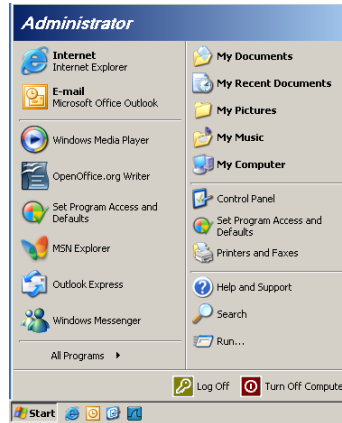 Administrator
Internet
Internet Explorer
E-mail
Microsoft Office Outlook
Windows Media Player
OpenOffice.org Writer
Set Program Access and
Defaults
MSN Explorer
Outlook Express
Windows Messenger
All Programs
My Documents
My Recent Documents
My Pictures
My Music
My Computer
Control Panel
Set Program Access and
Defaults
Printers and Faxes
Help and Support
Search
Run...
Log Off
Turn Off Compute
Start